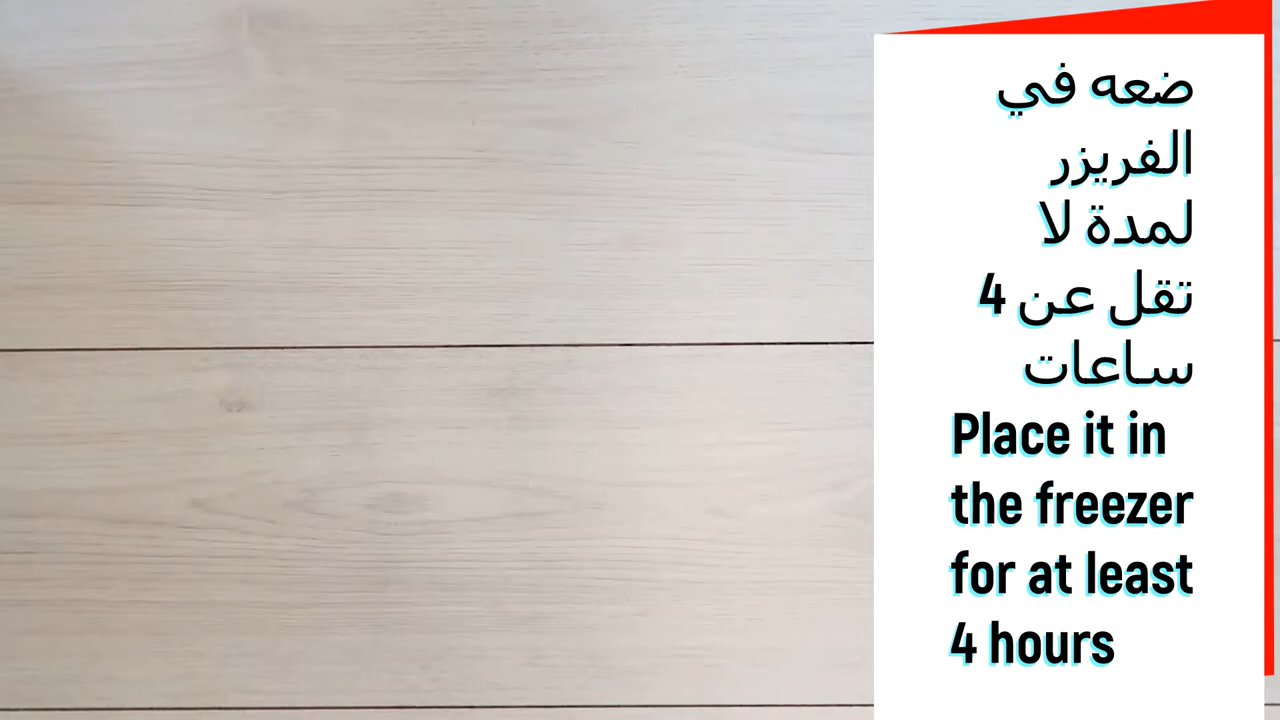 ضعه في
الفريزر
لمدة لا
تقل عن 4
ساعات
Place it in
the freezer
for at least
4 hours